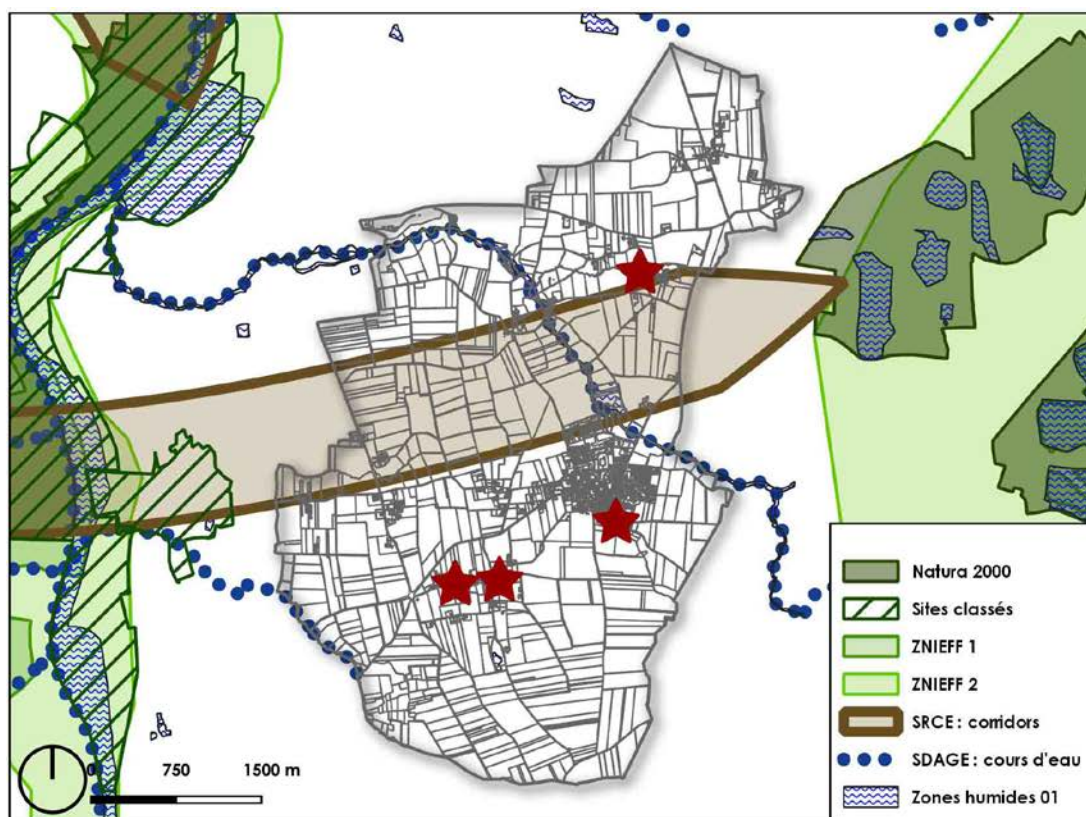 Natura 2000
Sites classés
ZNIEFF 1
ZNIEFF 2
SRCE : corridors
SDAGE : cours d'eau
Zones humides 01
0 750 1500 m